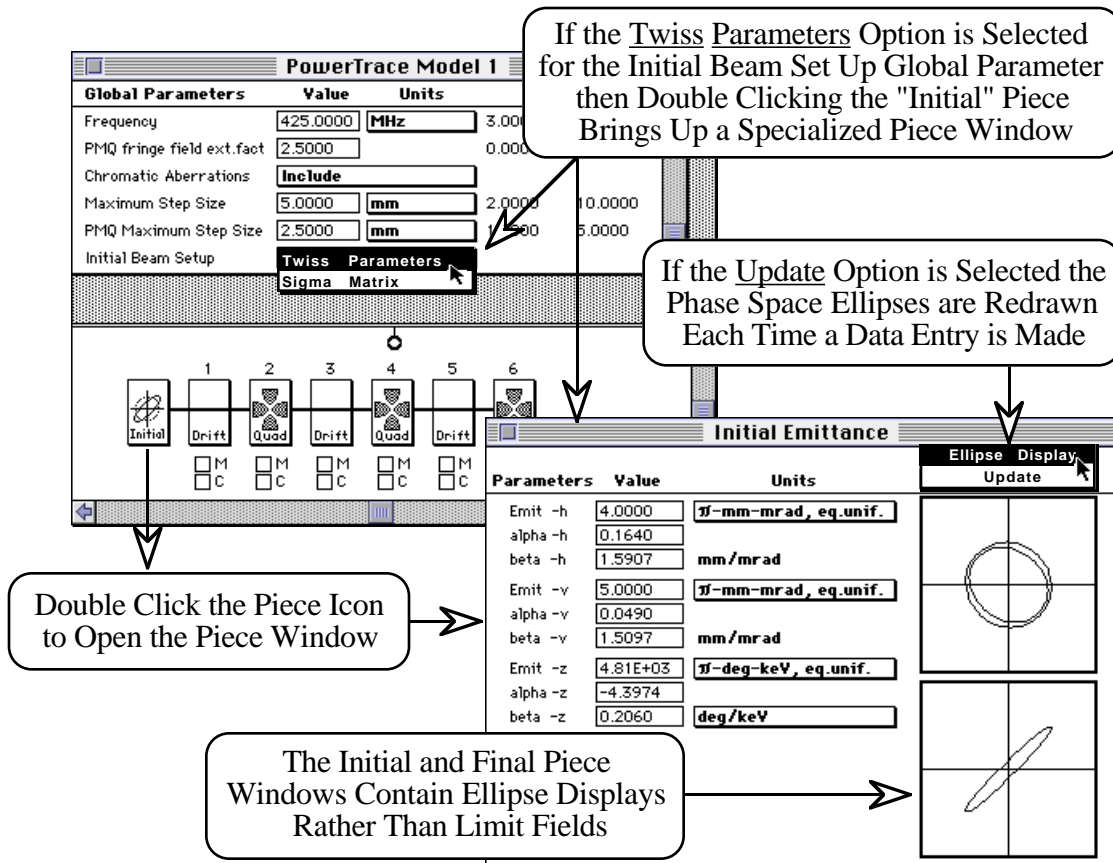 If the Twiss Parameters Option is Selected
for the Initial Beam Set Up Global Parameter
then Double Clicking the "Initial" Piece
Brings Up a Specialized Piece Window
PowerTrace Model 1
Global Parameters Value Units
Frequency 425.0000 MHz
PMQ fringe field ext.fact 2.5000
Chromatic Aberrations Include
Maximum Step Size 5.0000 mm 2.0000 10.0000
PMQ Maximum Step Size 2.5000 mm 5.0000
Initial Beam Setup Twiss Parameters
Sigma Matrix
If the Update Option is Selected the
Phase Space Ellipses are Redrawn
Each Time a Data Entry is Made
1 2 3 4 5 6
Initial Drift Quad Drift Quad Drift
M M M M M
C C C C C
Initial Emittance
Ellipse Display
Update
Parameters Value Units
Emit -h 4.0000 π-mm-mrad, eq.unif.
alpha -h 0.1640
beta -h 1.5907 mm/mrad
Emit -v 5.0000 π-mm-mrad, eq.unif.
alpha -v 0.0490
beta -v 1.5097 mm/mrad
Emit -z 4.81E+03 π-deg-keV, eq.unif.
alpha -z -4.3974
beta -z 0.2060 deg/keV
Double Click the Piece Icon
to Open the Piece Window
The Initial and Final Piece
Windows Contain Ellipse Displays
Rather Than Limit Fields